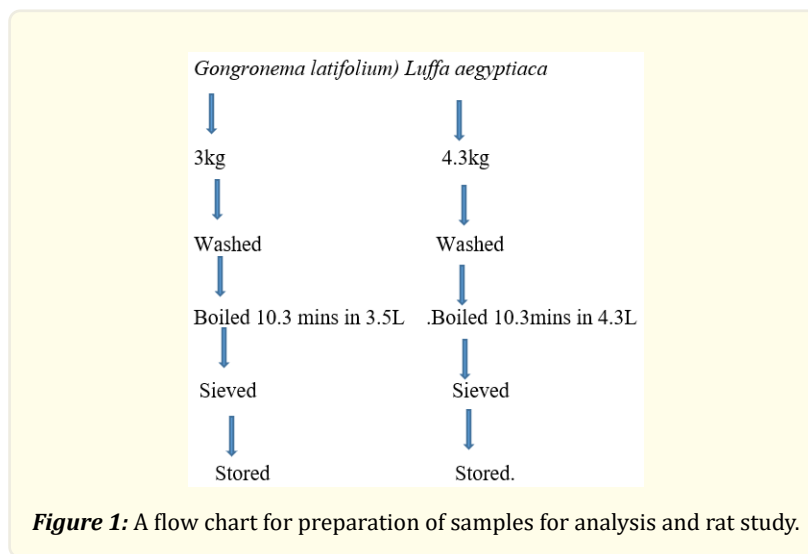 Gongronema latifolium) Luffa aegyptiaca
3kg 4.3kg
Washed Washed
Boiled 10.3 mins in 3.5L .Boiled 10.3mins in 4.3L
Sieved Sieved
Stored Stored.
Figure 1: A flow chart for preparation of samples for analysis and rat study.